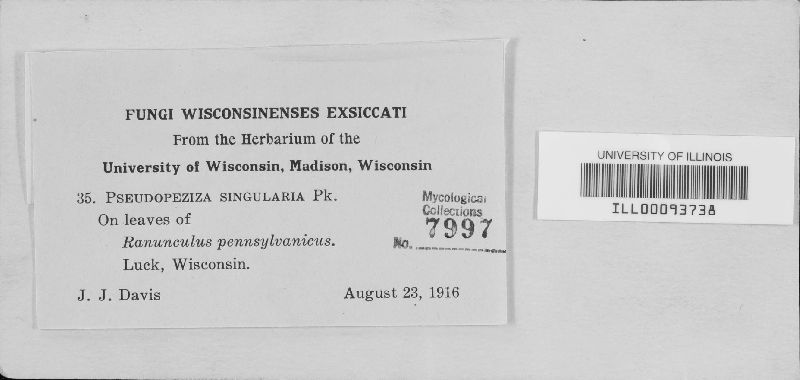 FUNGI WISCONSINENSES EXSICCATI
From the Herbarium of the
University of Wisconsin, Madison, Wisconsin
35. PSEUDOPEZIZA SINGULARIA Pk.
On leaves of
Ranunculus pennsylvanicus.
Luck, Wisconsin.
J. J. Davis August 23, 1916
Mycological
Collections
7997
No.
UNIVERSITY OF ILLINOIS
ILL00093738